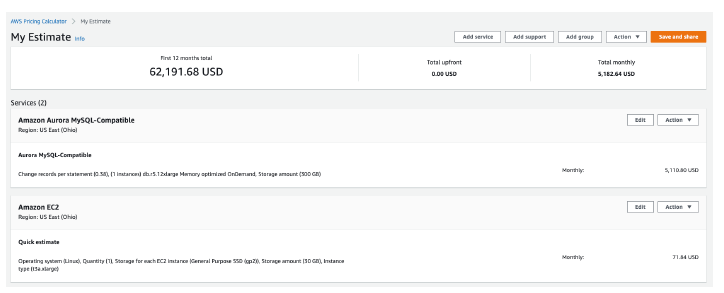 AWS Pricing Calculator > My Estimate
My Estimate Info
Add service Add support Add group Action ▼ Save and share
First 12 months total
62,191.68 USD
Total upfront
0.00 USD
Total monthly
5,182.64 USD
Services (2)
Amazon Aurora MySQL-Compatible
Region: US East (Ohio)
Edit Action ▼
Aurora MySQL-Compatible
Change records per statement (0.38), (1 instances) db.r5.12xlarge Memory optimized OnDemand, Storage amount (300 GB)
Monthly: 5,110.80 USD
Amazon EC2
Region: US East (Ohio)
Edit Action ▼
Quick estimate
Operating system (Linux), Quantity (1), Storage for each EC2 instance (General Purpose SSD (gp2)), Storage amount (30 GB), Instance
type (t3a.xlarge)
Monthly: 71.84 USD